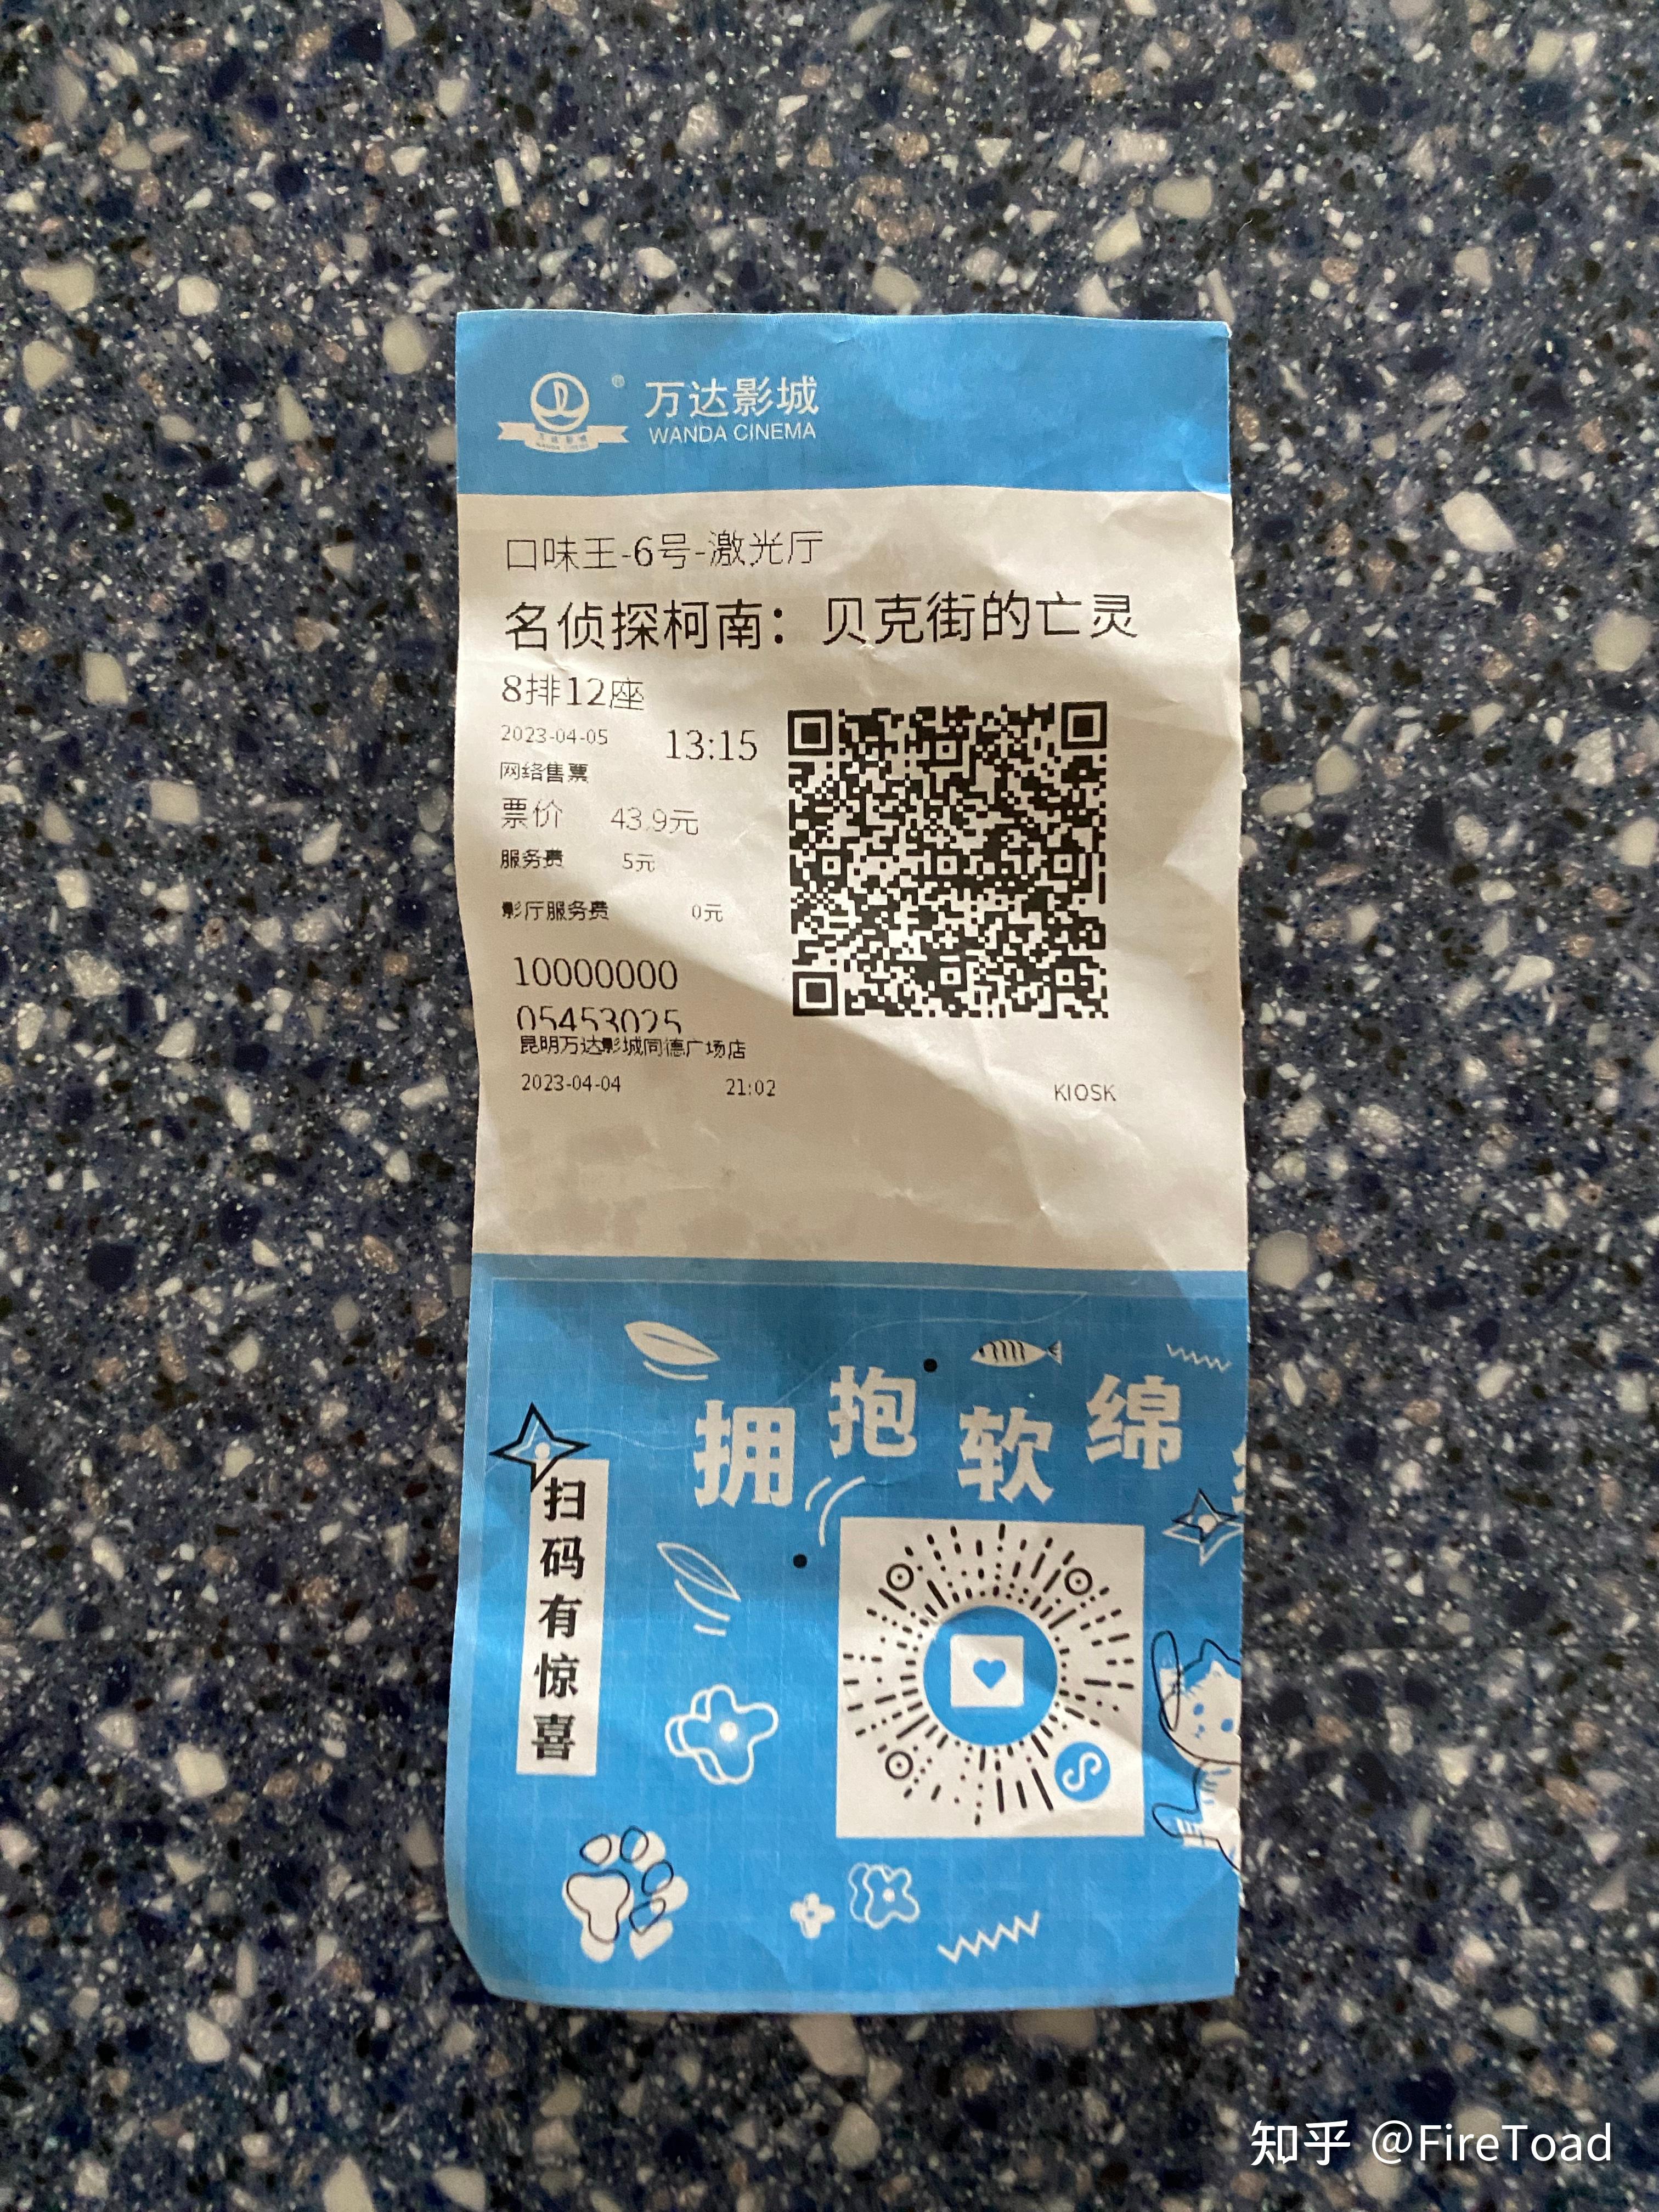 万达影城
WANDA CINEMA
口味王-6号-激光厅
名侦探柯南：贝克街的亡灵
8排12座
2023-04-05 13:15
网络售票
票价 43.9元
服务费 5元
影厅服务费 0元
10000000
05453025
昆明万达影城同德广场店
2023-04-04 21:02 KIOSK
拥抱软绵
扫码有惊喜
知乎 @FireToad